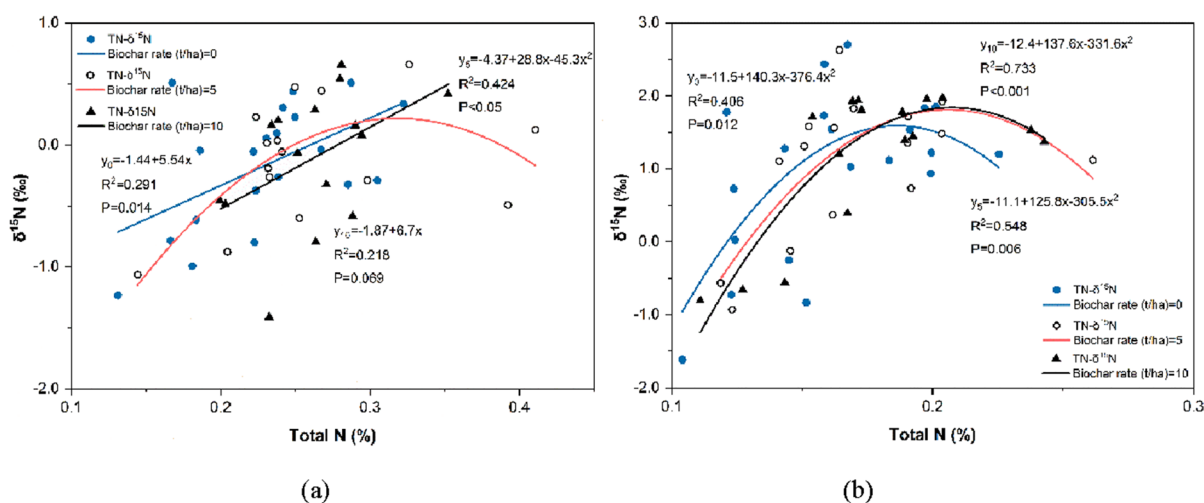 (a)
1.0
0.0
-1.0
-2.0
δ¹⁵N (‰)
0.1
0.2
0.3
0.4
Total N (%)
TN-δ¹⁵N
Biochar rate (t/ha)=0
TN-δ¹⁵N
Biochar rate (t/ha)=5
TN-δ15N
Biochar rate (t/ha)=10
y₅=-4.37+28.8x-45.3x²
R²=0.424
P<0.05
y₀=-1.44+5.54x
R²=0.291
P=0.014
y₁₀=-1.87+6.7x
R²=0.218
P=0.069
(a)
(b)
3.0
2.0
1.0
0.0
-1.0
-2.0
δ¹⁵N (‰)
0.1
0.2
0.3
Total N (%)
y₁₀=-12.4+137.6x-331.6x²
R²=0.733
P<0.001
y₀=-11.5+140.3x-376.4x²
R²=0.406
P=0.012
y₅=-11.1+125.8x-305.5x²
R²=0.548
P=0.006
TN-δ¹⁵N
Biochar rate (t/ha)=0
TN-δ¹⁵N
Biochar rate (t/ha)=5
TN-δ¹⁵N
Biochar rate (t/ha)=10
(b)